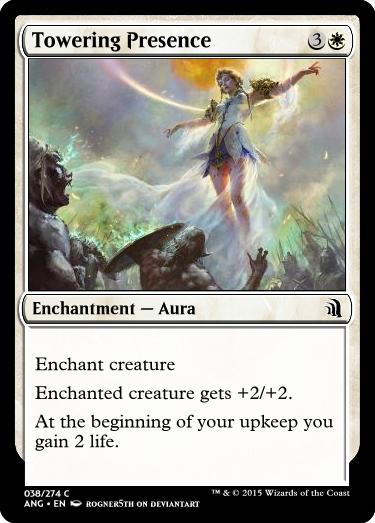 Towering Presence 3
Enchantment — Aura
Enchant creature
Enchanted creature gets +2/+2.
At the beginning of your upkeep you
gain 2 life.
038/274 C
ANG • EN ROGNER5TH ON DEVIANTART
™ & © 2015 Wizards of the Coast